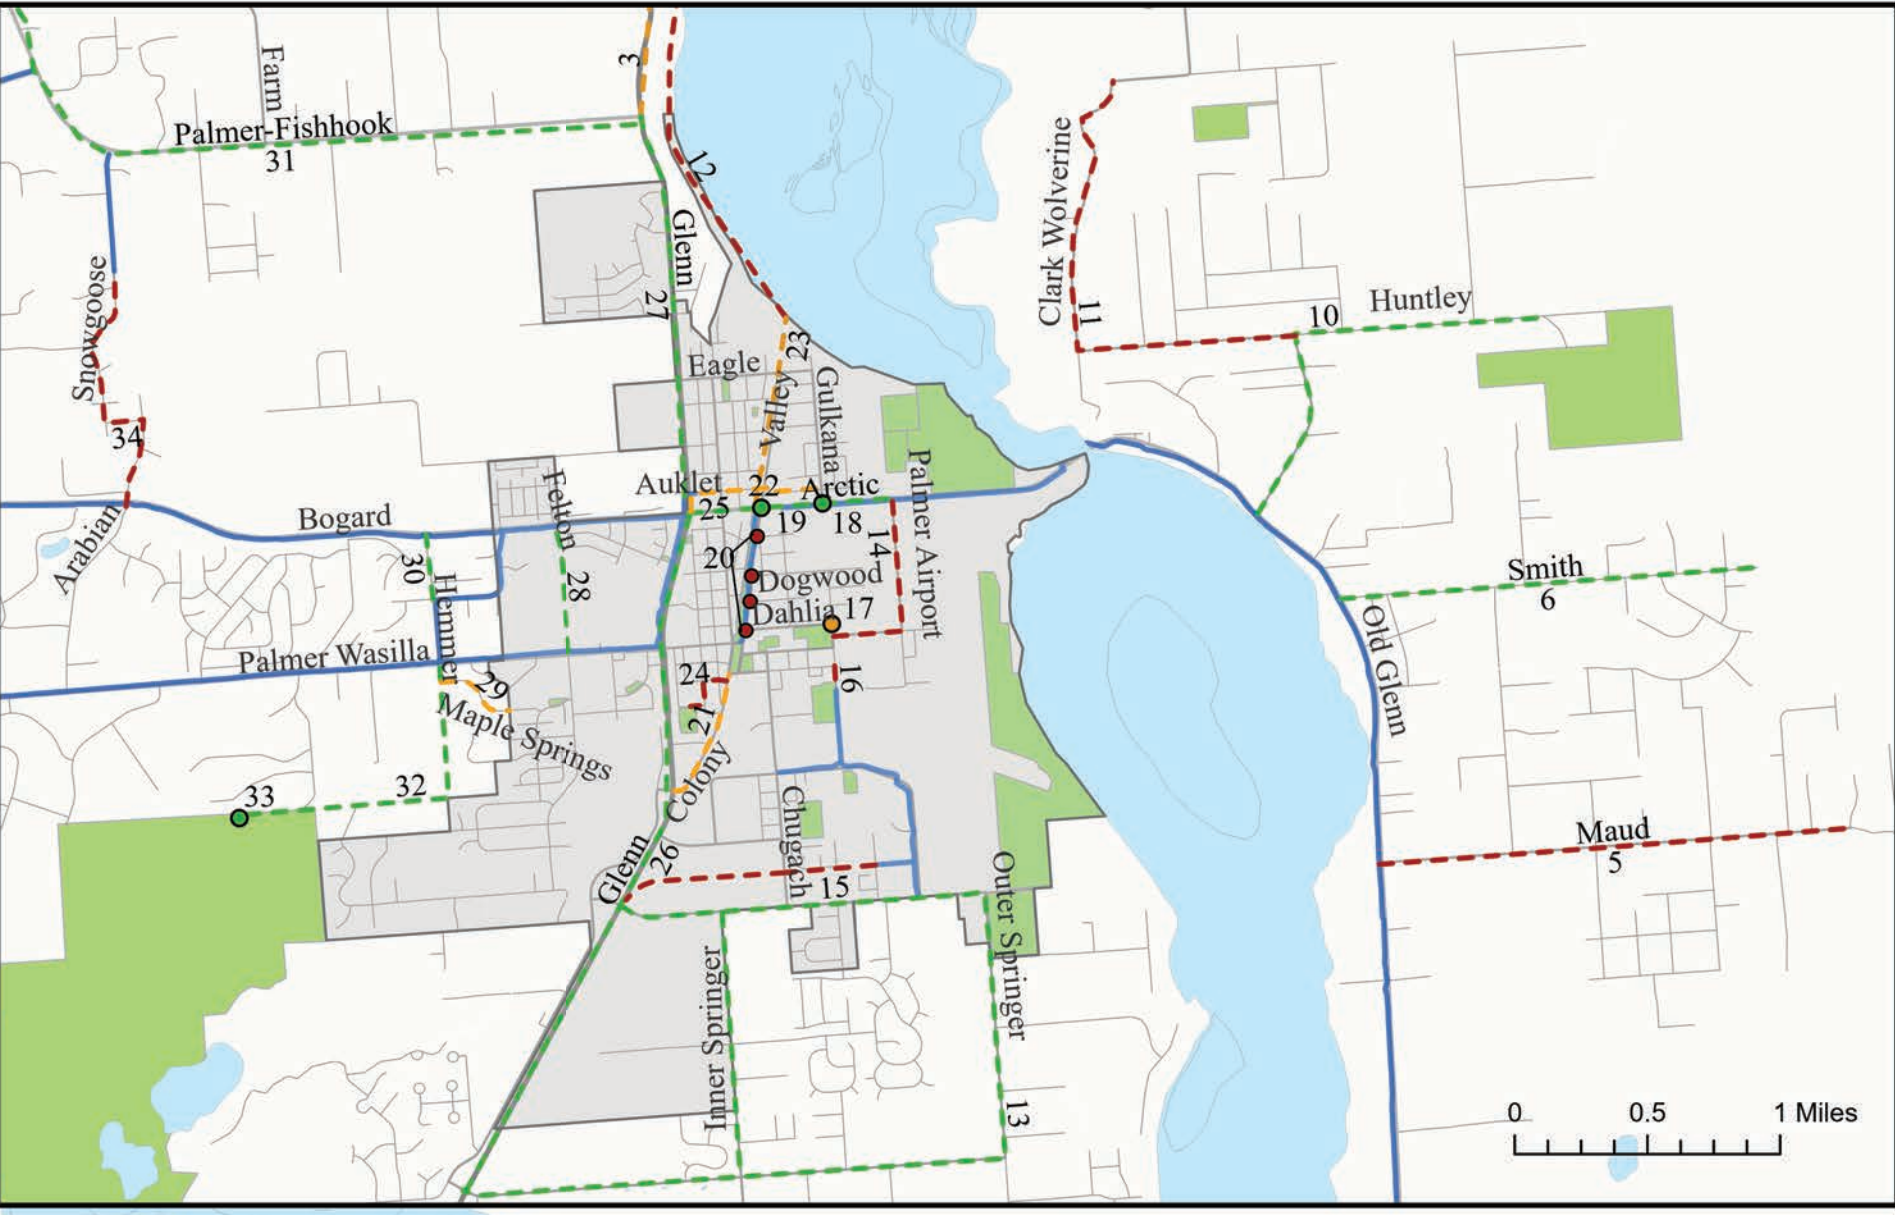 Farm
3
Palmer-Fishhook
31
12
Clark Wolverine
Glenn
Snowgoose
27
11
10
Huntley
23
Eagle
Valley
Gulkana
34
Auklet
22
Arctic
Felton
Palmer Airport
25
19
18
Bogard
Arabian
14
20
30
Hemmer
28
Dogwood
Dahlia
17
Smith
6
Old Glenn
Palmer Wasilla
24
16
29
Maple Springs
21
Colony
32
33
Chugach
Maud
5
Glenn
26
15
Outer Springer
Inner Springer
13
0
0.5
1 Miles